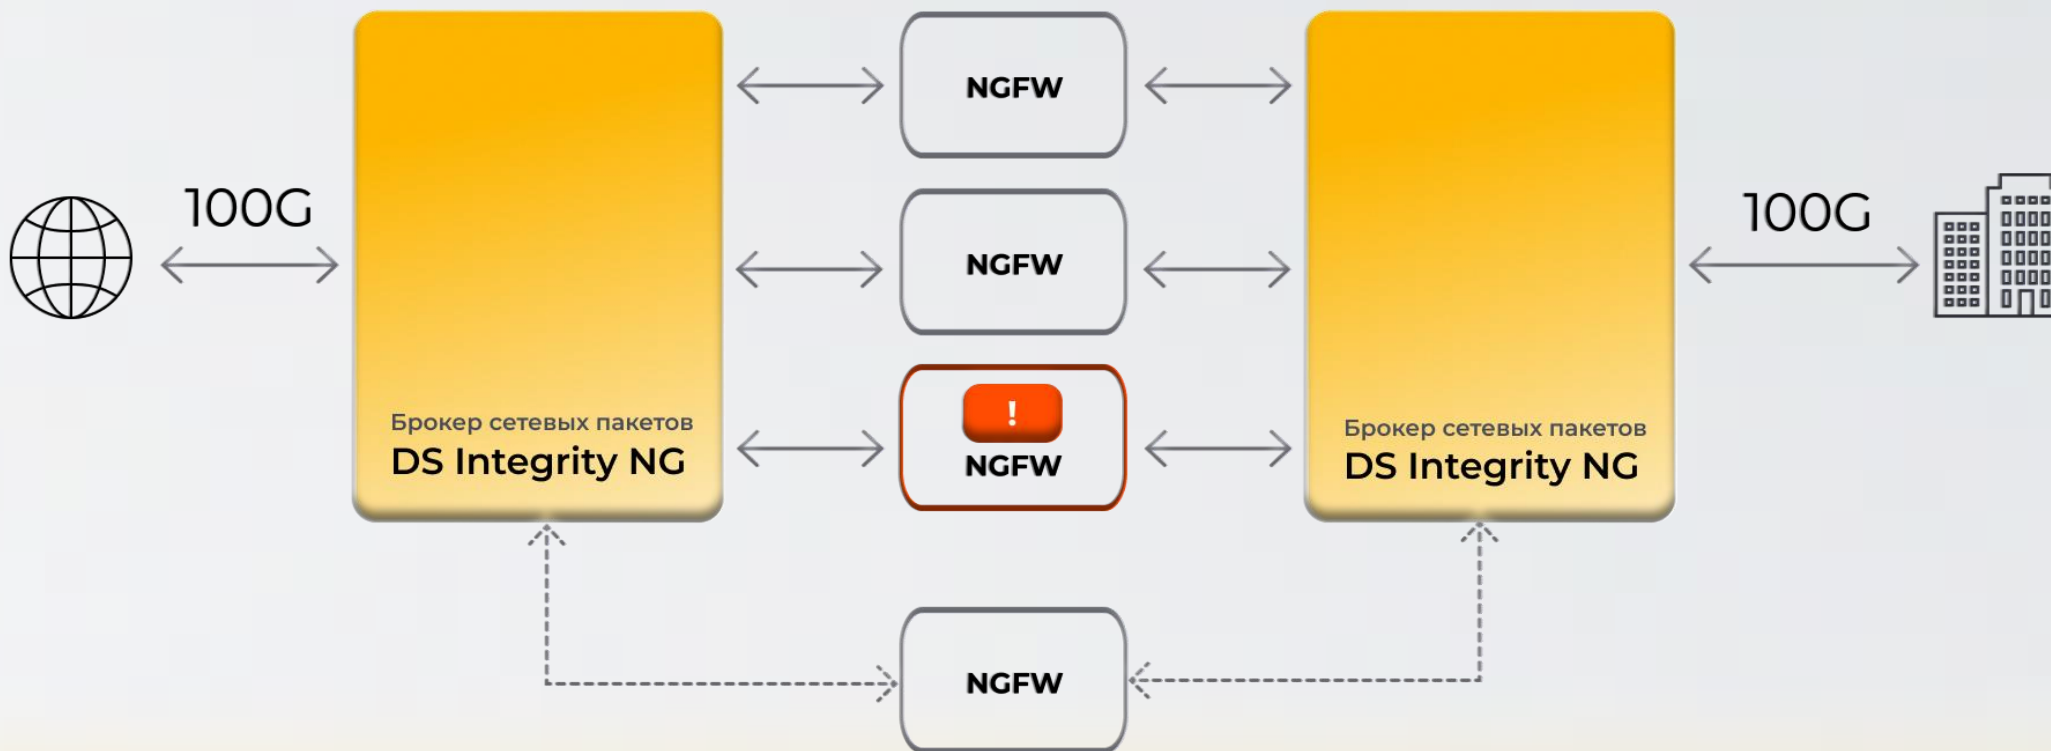 100G
Брокер сетевых пакетов
DS Integrity NG
NGFW
NGFW
!
NGFW
NGFW
Брокер сетевых пакетов
DS Integrity NG
100G